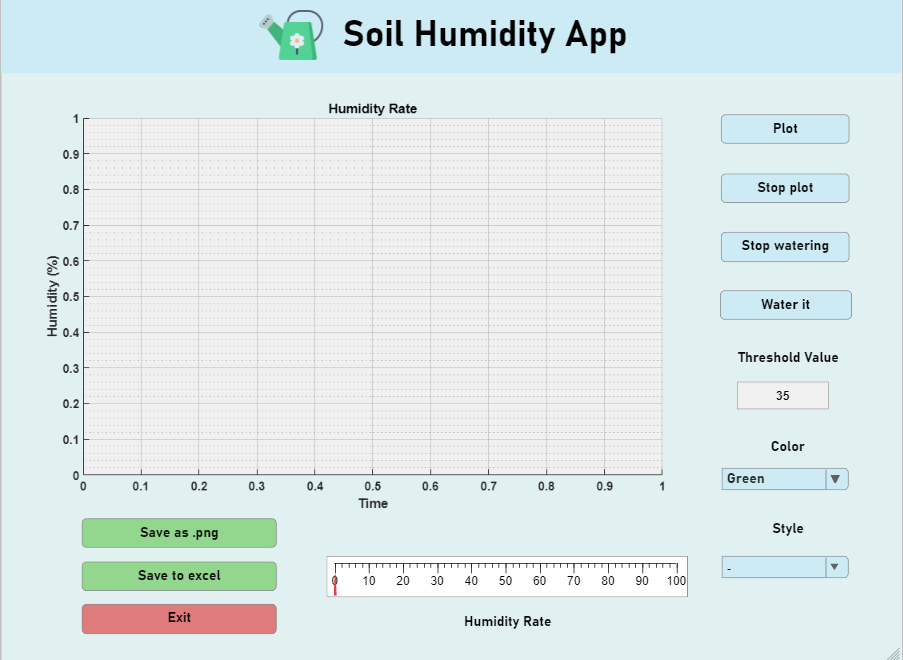 Soil Humidity App
Humidity Rate
1
0.9
0.8
0.7
0.6
0.5
0.4
0.3
0.2
0.1
0
Humidity (%)
0 0.1 0.2 0.3 0.4 0.5 0.6 0.7 0.8 0.9 1
Time
Plot
Stop plot
Stop watering
Water it
Threshold Value
35
Color
Green
Style
-
Save as .png
Save to excel
Exit
0 10 20 30 40 50 60 70 80 90 100
Humidity Rate